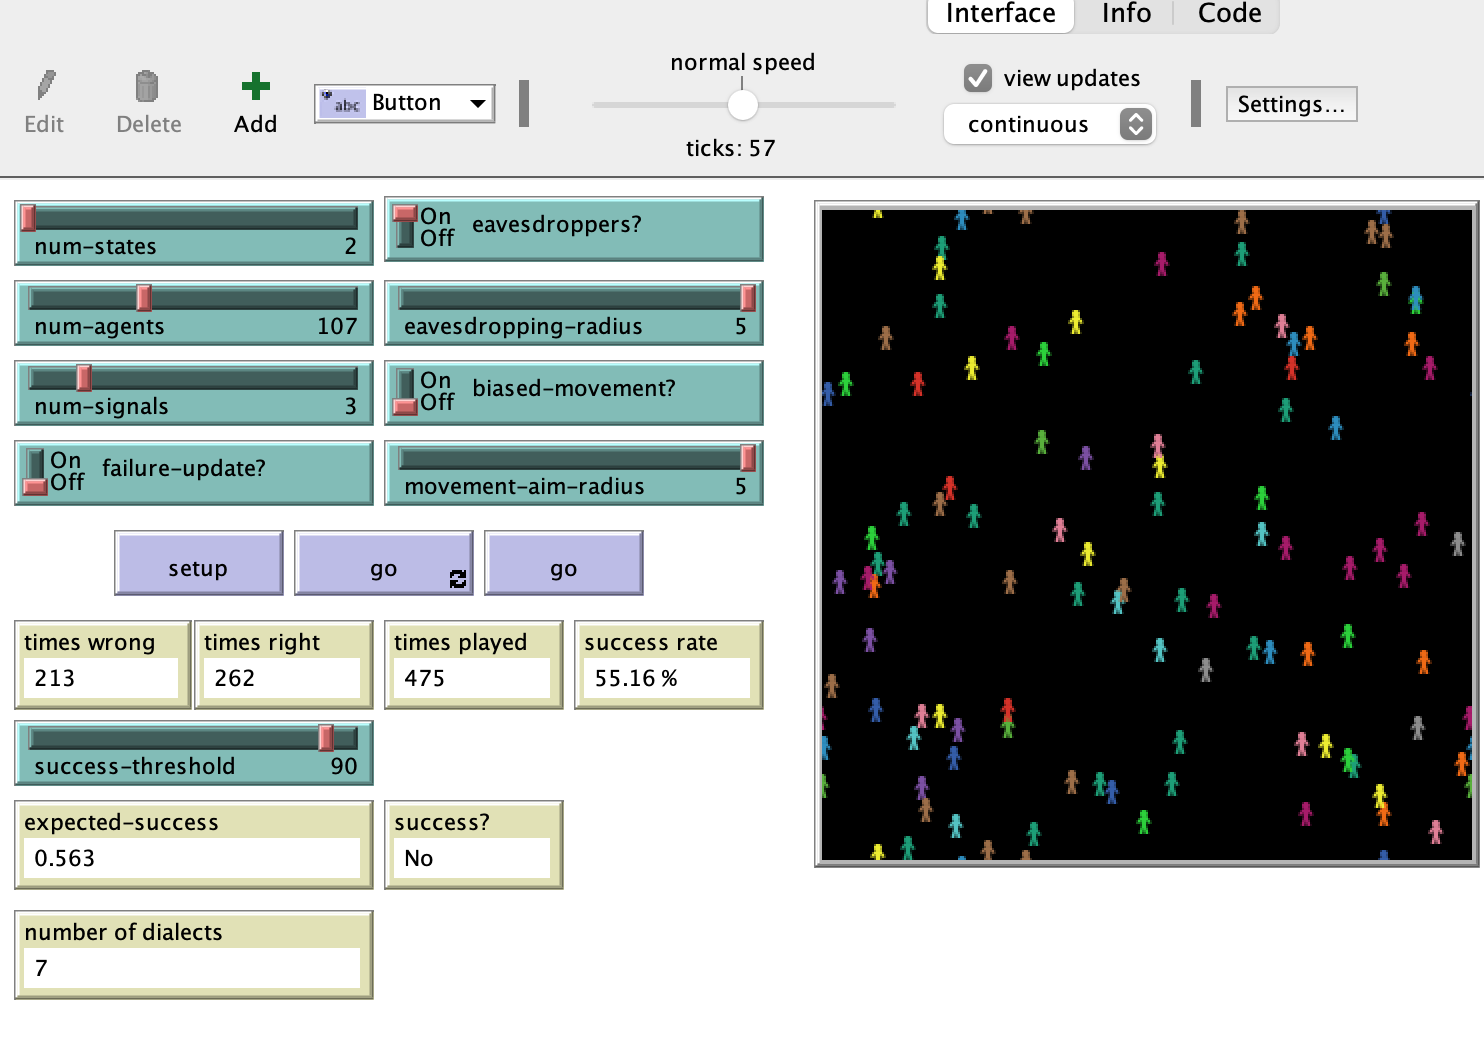 Interface Info Code
Edit Delete Add abc Button normal speed view updates
continuous Settings...
ticks: 57
num-states 2
On
Off
eavesdroppers?
num-agents 107
eavesdropping-radius 5
num-signals 3
On
Off
biased-movement?
On
Off
failure-update?
movement-aim-radius 5
setup go go
times wrong
213
times right
262
times played
475
success rate
55.16 %
success-threshold 90
expected-success
0.563
success?
No
number of dialects
7